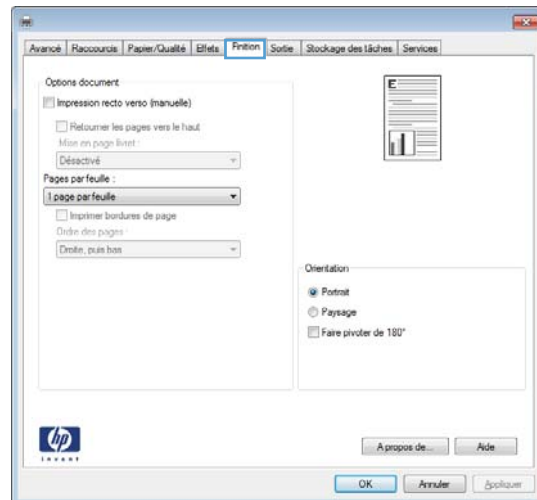 Avancé Raccourcis Papier/Qualité Effets Finition Sortie Stockage des tâches Services
Options document
Impression recto verso (manuelle)
Retourner les pages vers le haut
Mise en page livret :
Désactivé
Pages par feuille :
1 page par feuille
Imprimer bordures de page
Ordre des pages :
Droite, puis bas
E
Orientation
Portrait
Paysage
Faire pivoter de 180°
hp
invent
A propos de... Aide
OK Annuler Appliquer